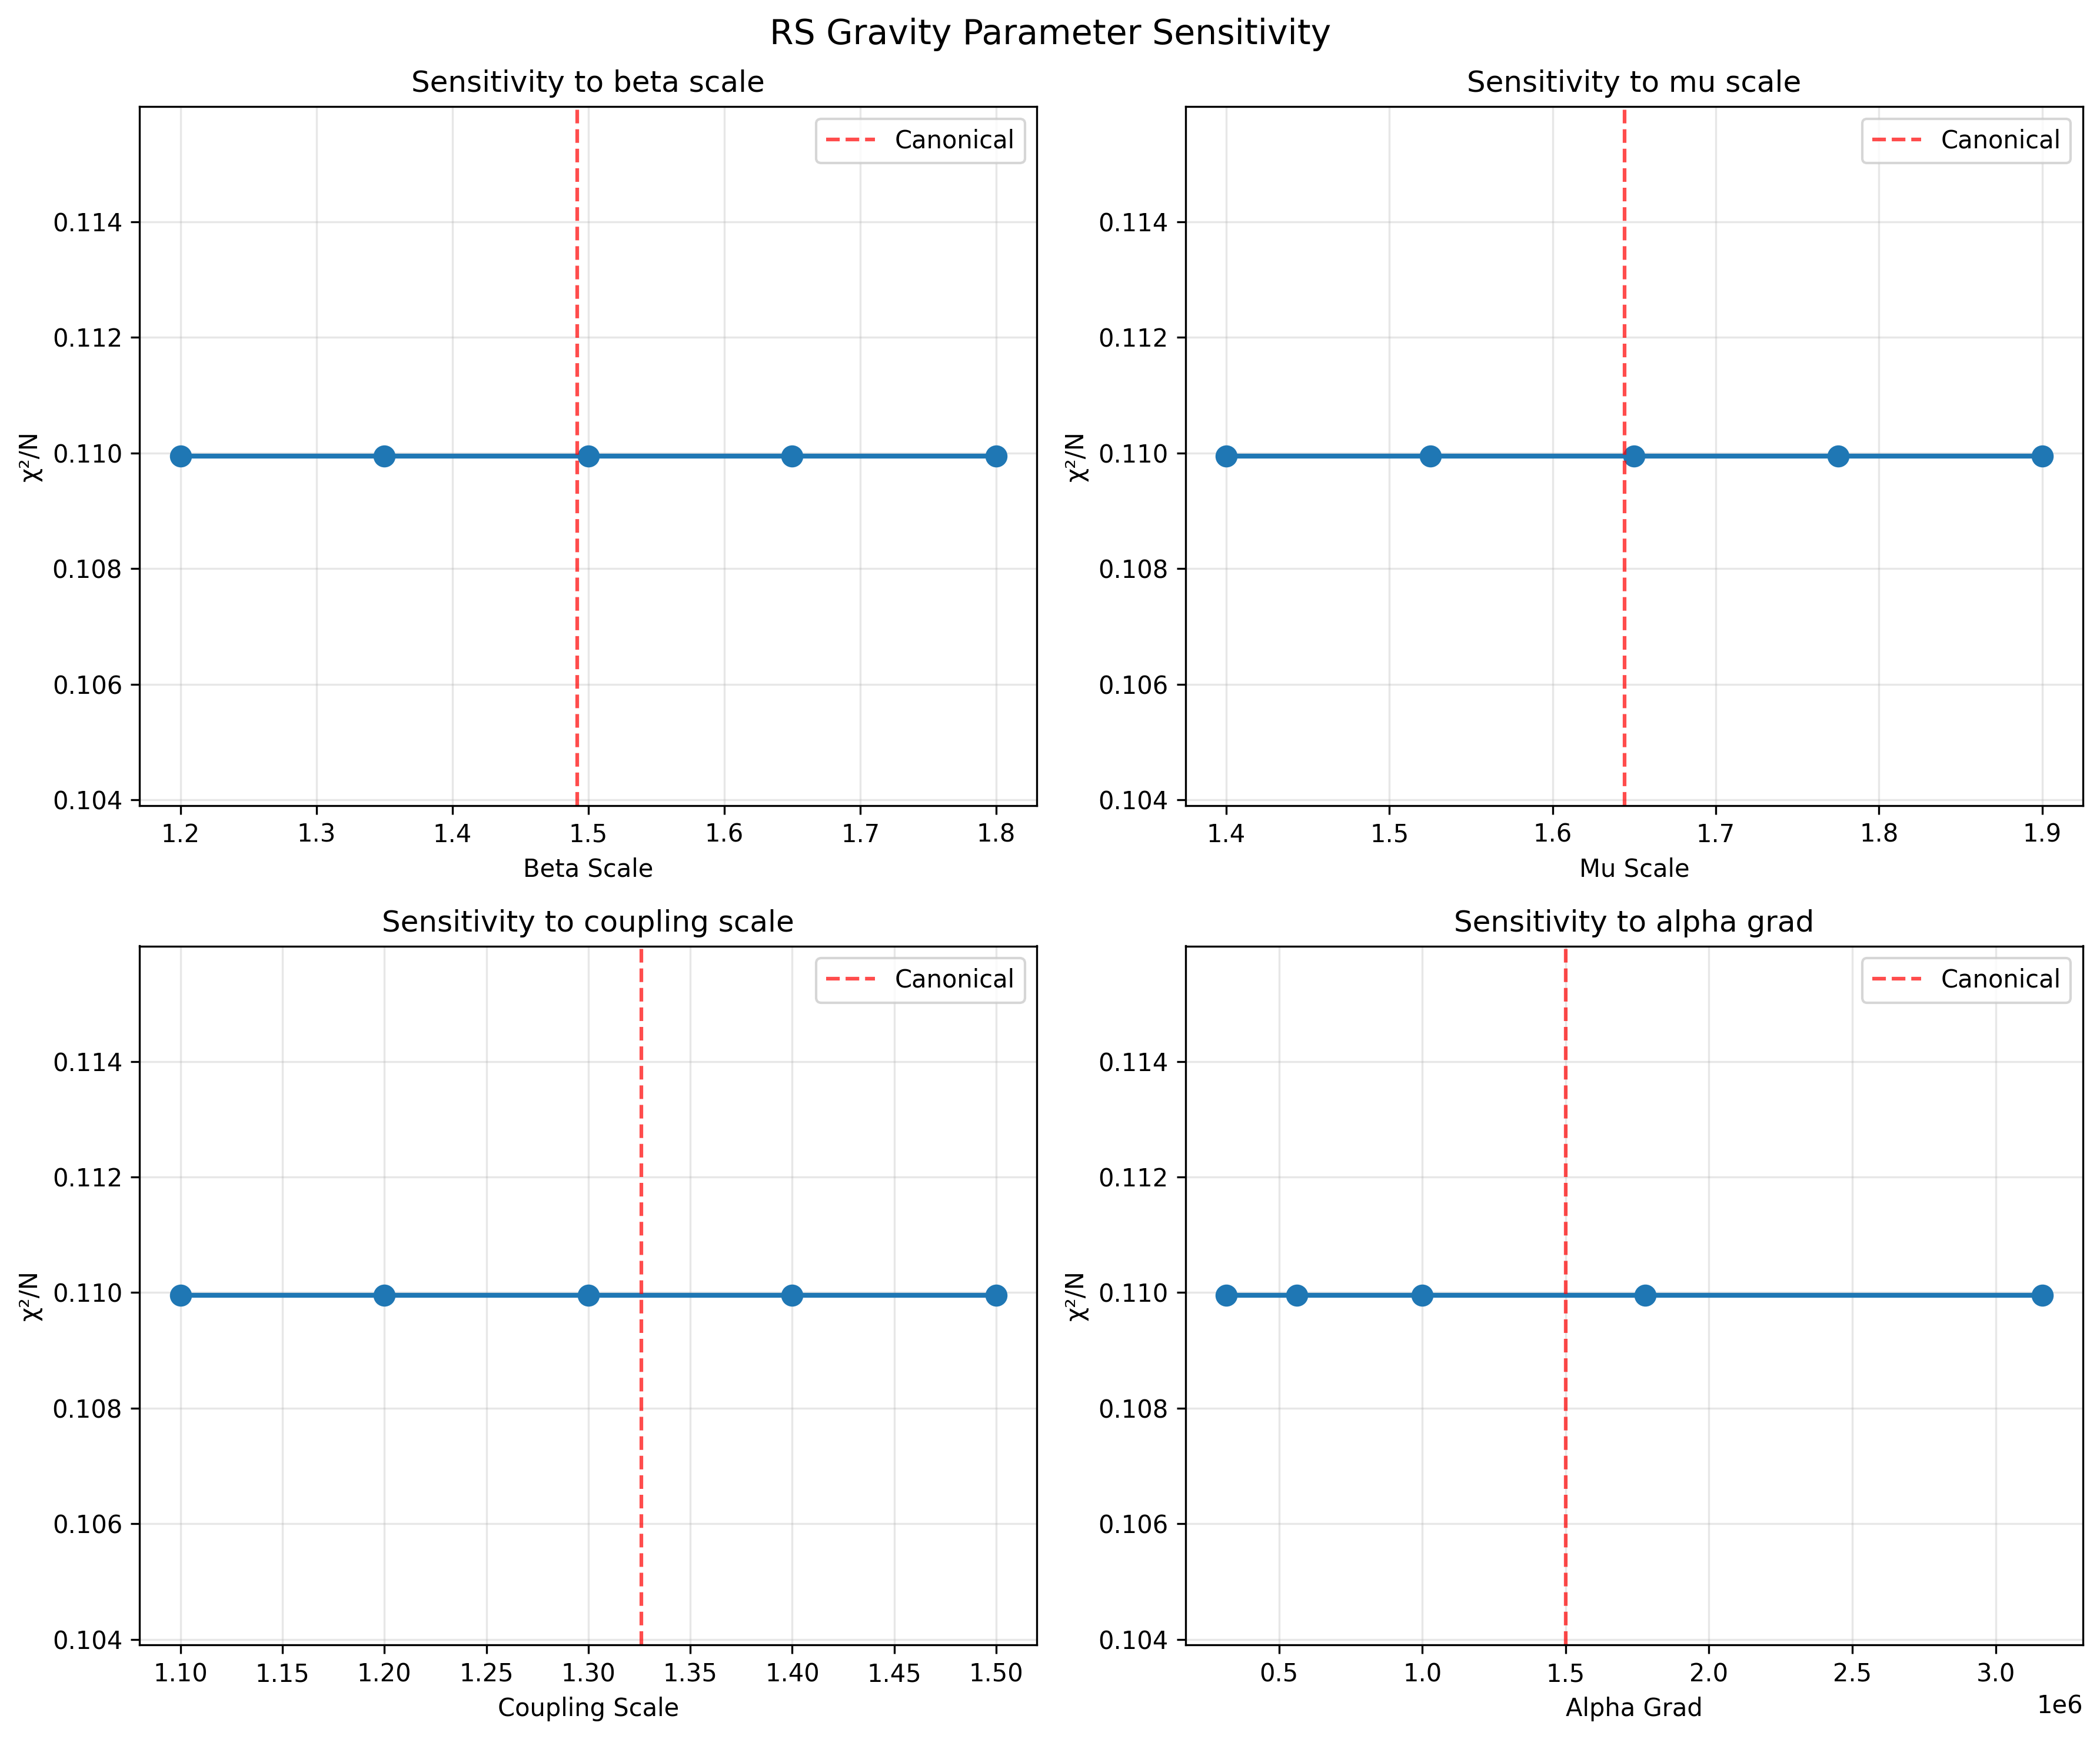 RS Gravity Parameter Sensitivity
Sensitivity to beta scale
Canonical
χ²/N
0.114
0.112
0.110
0.108
0.106
0.104
1.2 1.3 1.4 1.5 1.6 1.7 1.8
Beta Scale
Sensitivity to mu scale
Canonical
χ²/N
0.114
0.112
0.110
0.108
0.106
0.104
1.4 1.5 1.6 1.7 1.8 1.9
Mu Scale
Sensitivity to coupling scale
Canonical
χ²/N
0.114
0.112
0.110
0.108
0.106
0.104
1.10 1.15 1.20 1.25 1.30 1.35 1.40 1.45 1.50
Coupling Scale
Sensitivity to alpha grad
Canonical
χ²/N
0.114
0.112
0.110
0.108
0.106
0.104
0.5 1.0 1.5 2.0 2.5 3.0
1e6
Alpha Grad